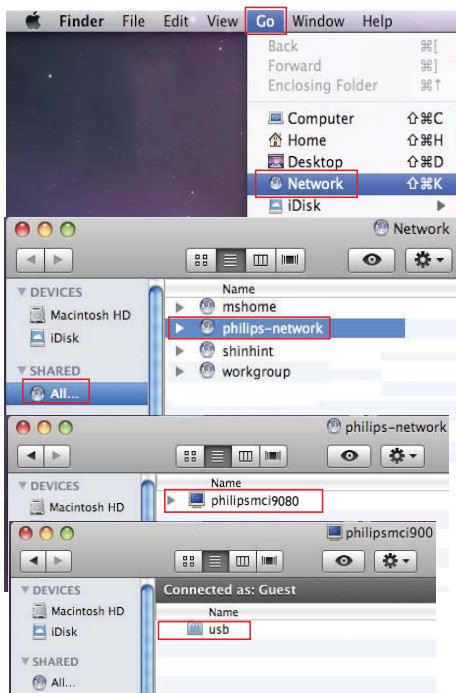 Finder File Edit View Go Window Help
Back ⌘[
Forward ⌘]
Enclosing Folder ⌘↑
Computer ⇧⌘C
Home ⇧⌘H
Desktop ⇧⌘D
Network ⇧⌘K
iDisk
Network
DEVICES
Macintosh HD
iDisk
SHARED
All...
Name
mshome
philips-network
shinhint
workgroup
philips-network
DEVICES
Macintosh HD
Name
philipsmci9080
philipsmci900
DEVICES
Macintosh HD
iDisk
SHARED
All...
Connected as: Guest
Name
usb